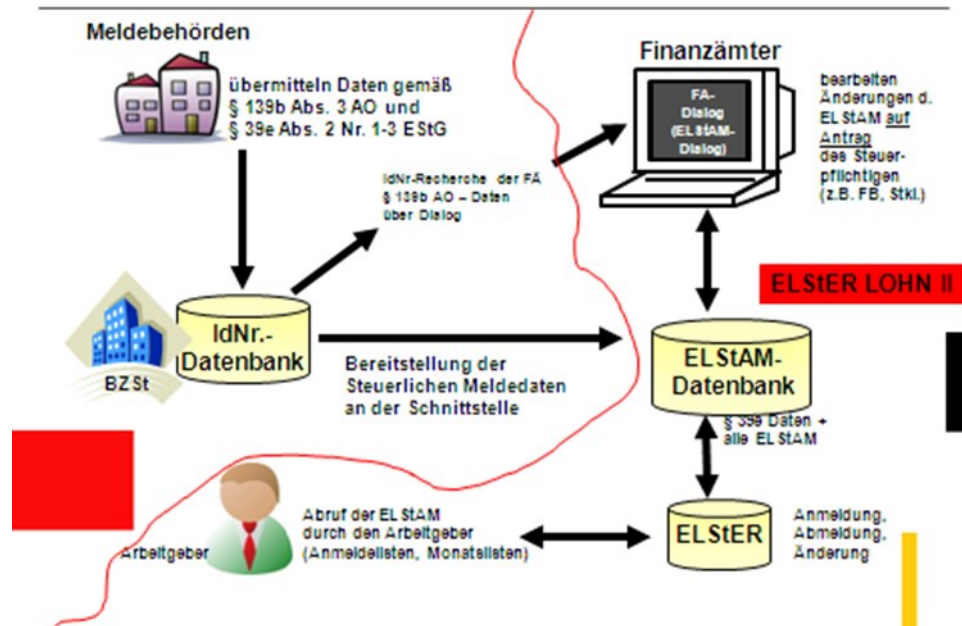 Meldebehörden
übermitteln Daten gemäß
§ 139b Abs. 3 AO und
§ 39e Abs. 2 Nr. 1-3 EStG
Finanzämter
FA-
Dialog
(ELStAM-
Dialog)
bearbeiten
Änderungen d.
ELStAM auf
Antrag
des Steuer-
pflichtigen
(z.B. FB, Stkl.)
IdNr-Recherche der FÄ
§ 139b AO – Daten
über Dialog
ELStER LOHN II
BZSt
IdNr.-
Datenbank
Bereitstellung der
Steuerlichen Meldedaten
an der Schnittstelle
ELStAM-
Datenbank
§ 39e Daten +
alle ELStAM
Arbeitgeber
Abruf der ELStAM
durch den Arbeitgeber
(Anmeldelisten, Monatslisten)
ELStER
Anmeldung,
Abmeldung,
Änderung